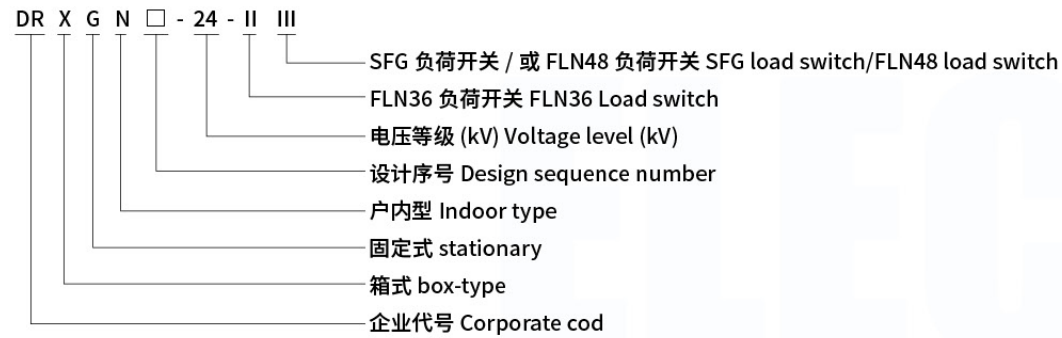 DR X G N □ - 24 - II III
SFG 负荷开关 / 或 FLN48 负荷开关 SFG load switch/FLN48 load switch
FLN36 负荷开关 FLN36 Load switch
电压等级 (kV) Voltage level (kV)
设计序号 Design sequence number
户内型 Indoor type
固定式 stationary
箱式 box-type
企业代号 Corporate cod
ELEC